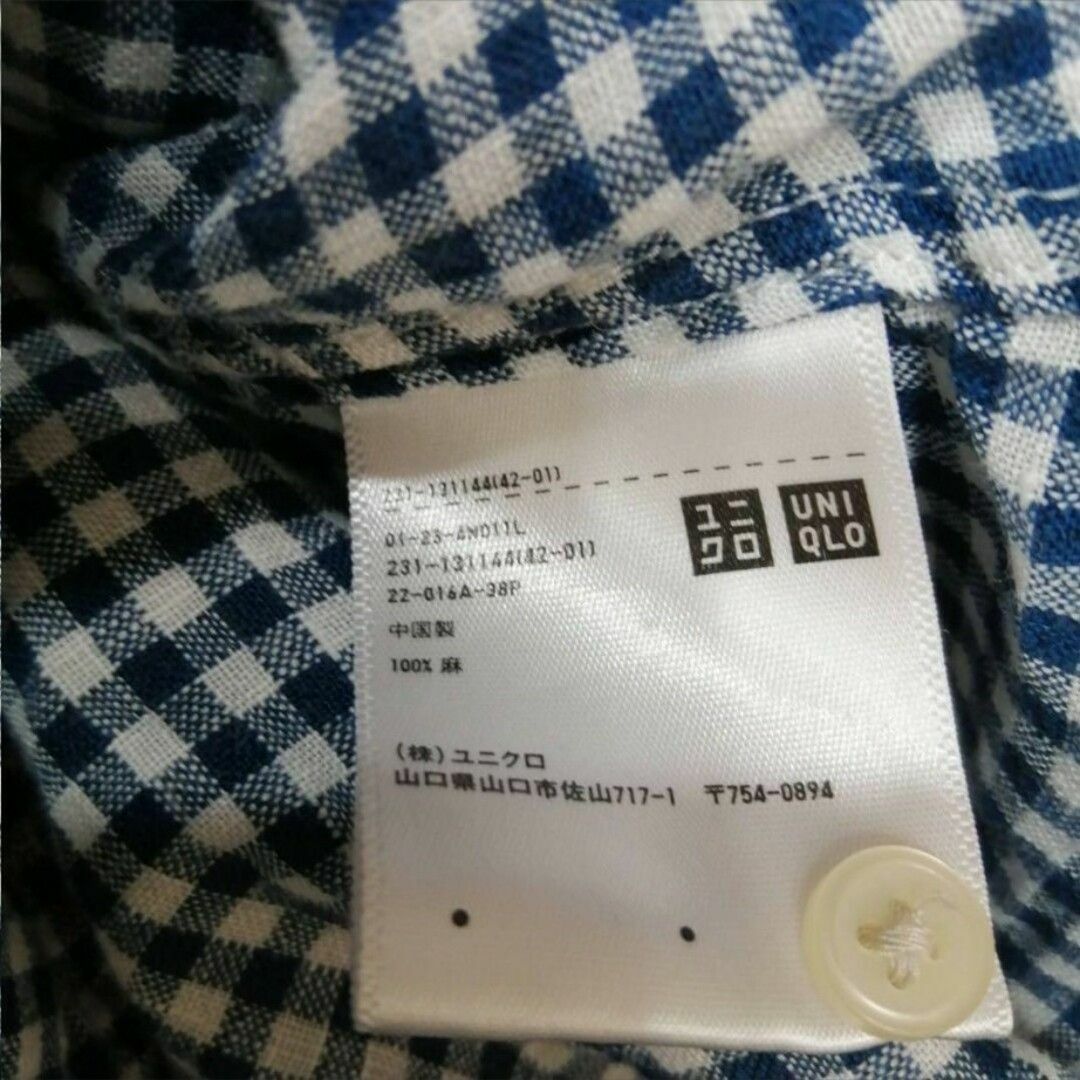 231-131144(42-01)
ユニ
クロ
UNI
QLO
01-23-4W011L
231-131144(42-01)
22-016A-38P
中国製
100% 麻
(株)ユニクロ
山口県山口市佐山717-1 〒754-0894